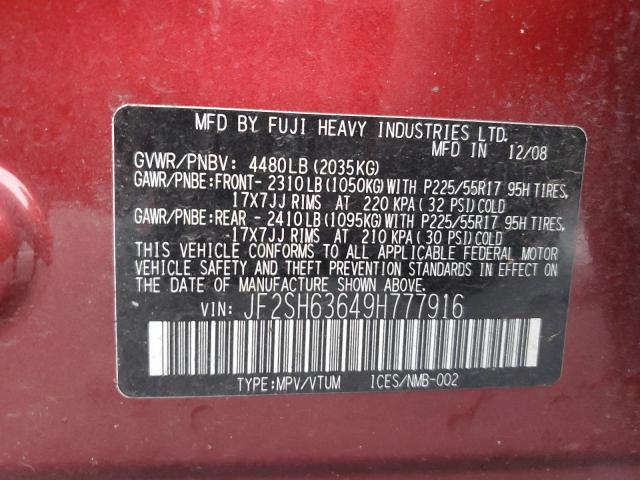 MFD BY FUJI HEAVY INDUSTRIES LTD.
MFD IN 12/08
GVWR/PNBV: 4480LB(2035KG)
GAWR/PNBE:FRONT-2310LB(1050KG)WITH P225/55R17 95H TIRES,
17X7JJ RIMS AT 220 KPA(32 PSI)COLD
GAWR/PNBE:REAR -2410LB(1095KG)WITH P225/55R17 95H TIRES,
17X7JJ RIMS AT 210 KPA(30 PSI)COLD
THIS VEHICLE CONFORMS TO ALL APPLICABLE FEDERAL MOTOR
VEHICLE SAFETY AND THEFT PREVENTION STANDARDS IN EFFECT ON
THE DATE OF MANUFACTURE SHOWN ABOVE.
VIN: JF2SH63649H777916
TYPE:MPV/VTUM ICES/NMB-002